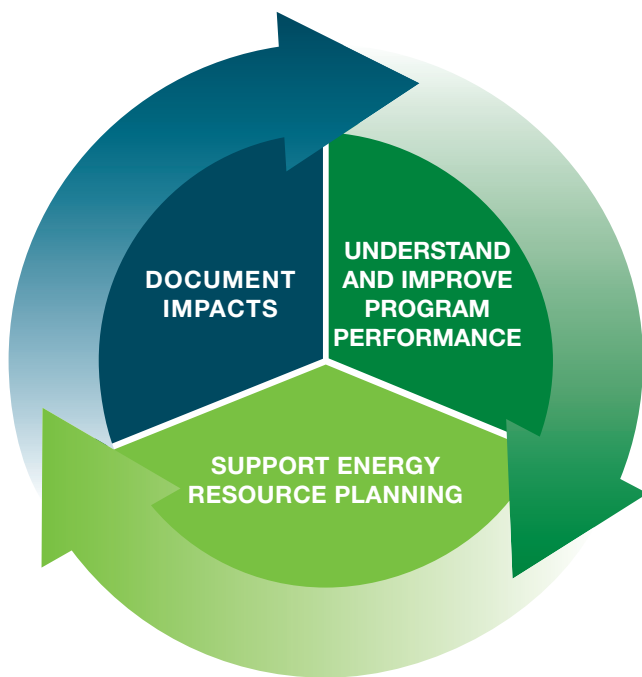 DOCUMENT
IMPACTS
UNDERSTAND
AND IMPROVE
PROGRAM
PERFORMANCE
SUPPORT ENERGY
RESOURCE PLANNING